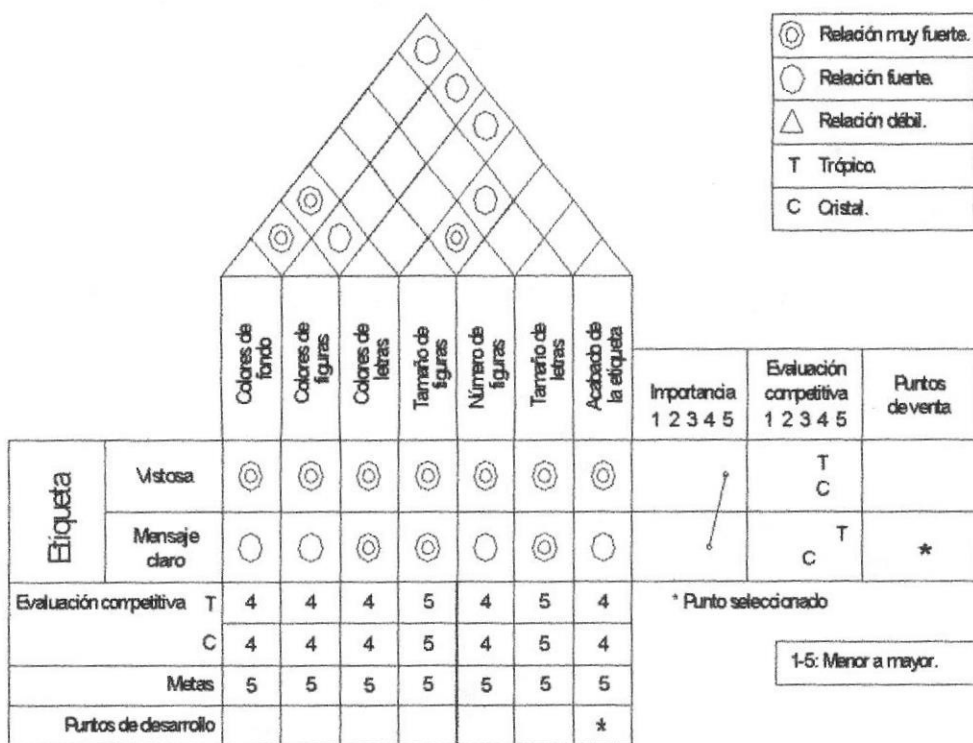 Relación muy fuerte.
Relación fuerte.
Relación débil.
T Trópico.
C Cristal.
Colores de
fondo
Colores de
figuras
Colores de
letras
Tamaño de
figuras
Número de
figuras
Tamaño de
letras
Acabado de
la etiqueta
Importancia
1 2 3 4 5
Evaluación
competitiva
1 2 3 4 5
Puntos
de venta
Etiqueta
Vistosa
T
C
Mensaje
claro
T
C
*
Evaluación competitiva T 4 4 4 5 4 5 4
C 4 4 4 5 4 5 4
Metas 5 5 5 5 5 5 5
Puntos de desarrollo *
* Punto seleccionado
1-5: Menor a mayor.